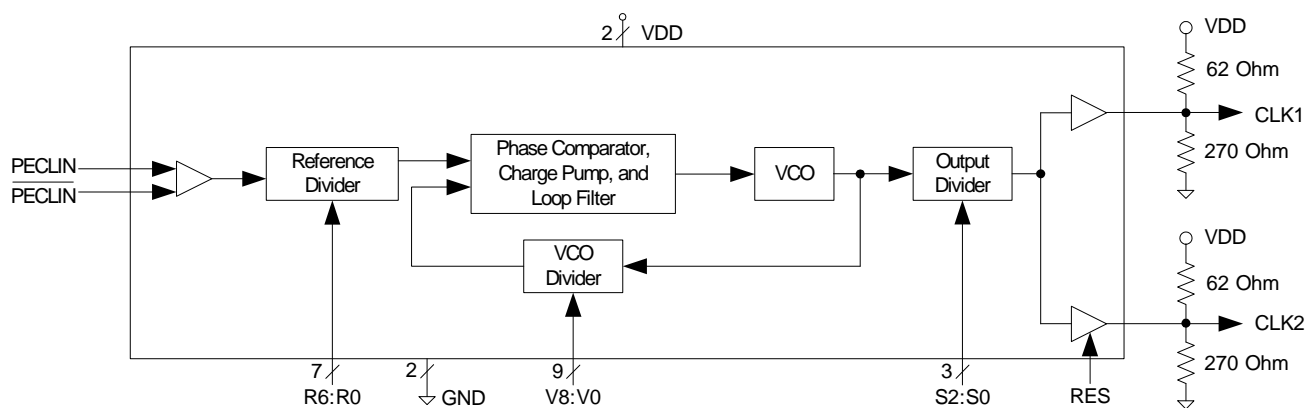 2 VDD
VDD
62 Ohm
CLK1
270 Ohm
PECLIN
PECLIN
Reference
Divider
Phase Comparator,
Charge Pump, and
Loop Filter
VCO
Output
Divider
VCO
Divider
VDD
62 Ohm
CLK2
270 Ohm
7
R6:R0
2
GND
9
V8:V0
3
S2:S0
RES